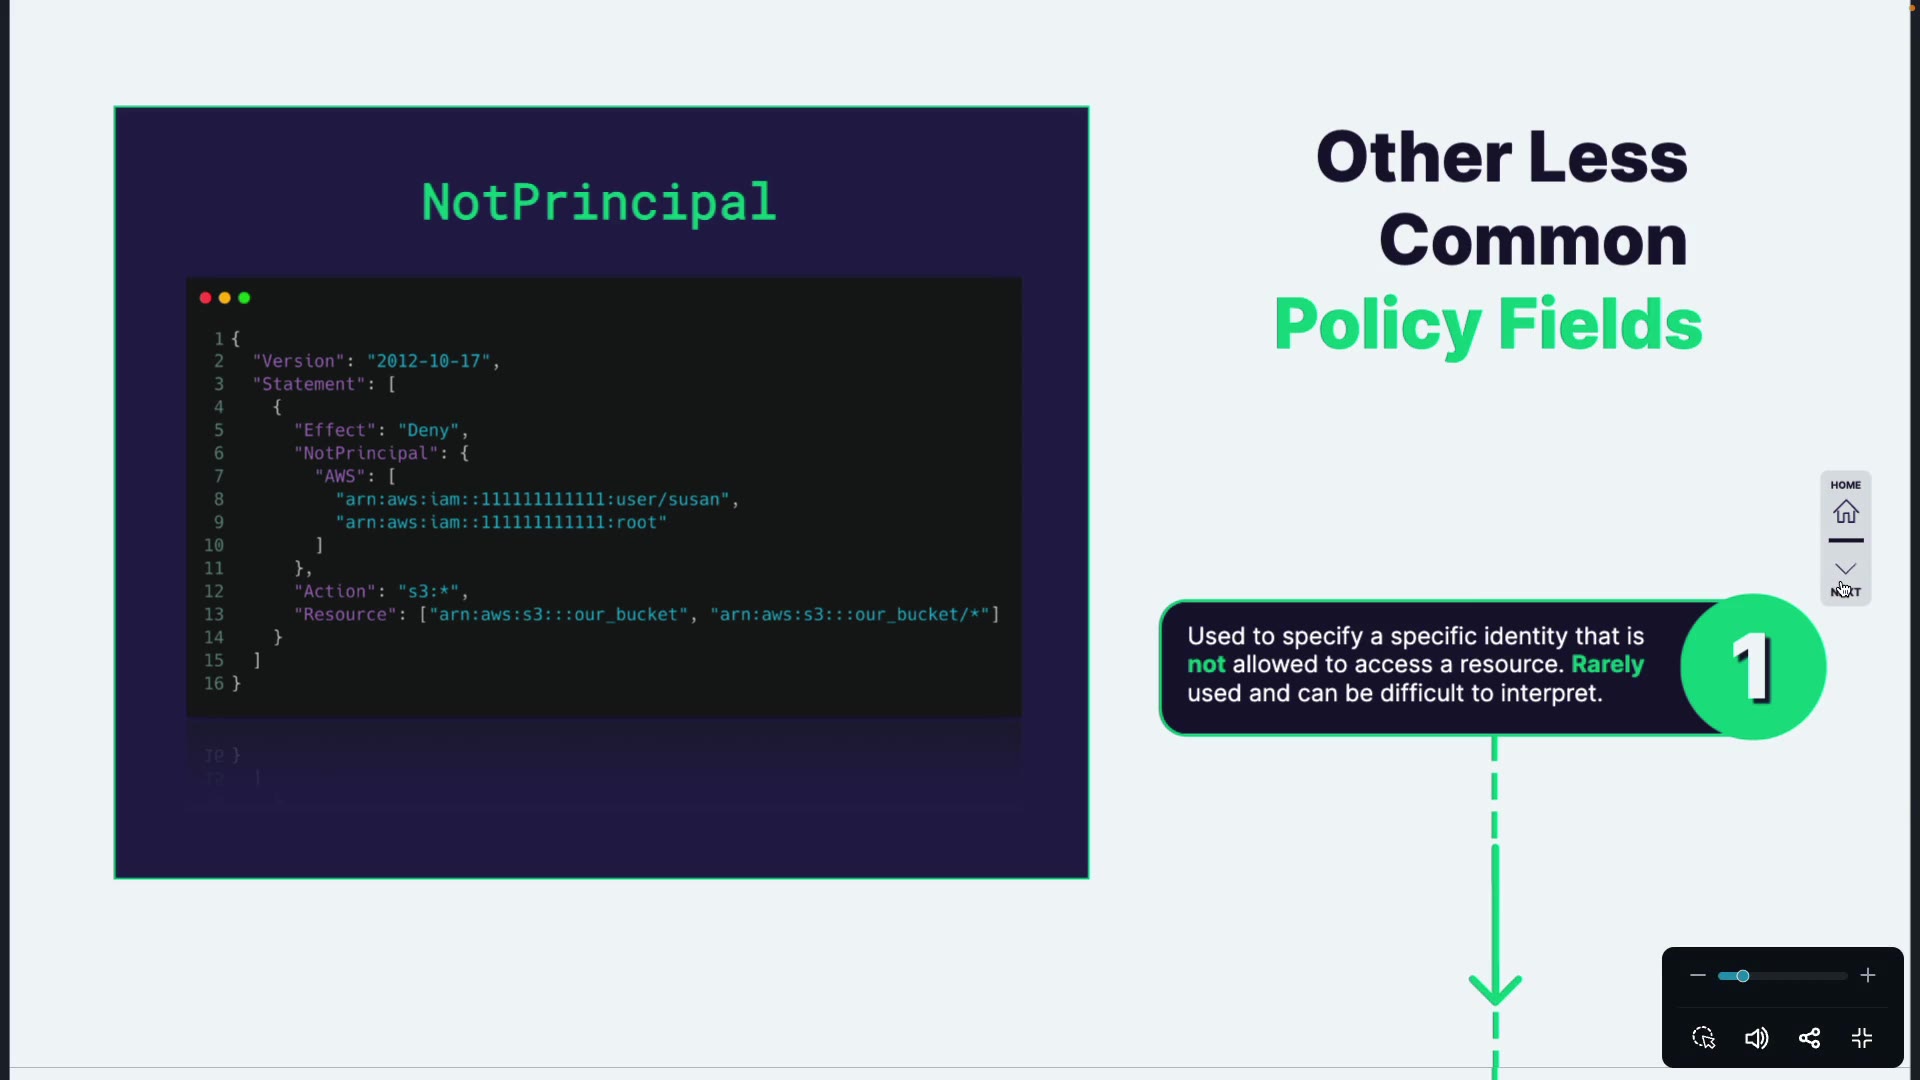 NotPrincipal
1 {
2 "Version": "2012-10-17",
3 "Statement": [
4 {
5 "Effect": "Deny",
6 "NotPrincipal": {
7 "AWS": [
8 "arn:aws:iam::111111111111:user/susan",
9 "arn:aws:iam::111111111111:root"
10 ]
11 },
12 "Action": "s3:*",
13 "Resource": ["arn:aws:s3:::our_bucket", "arn:aws:s3:::our_bucket/*"]
14 }
15 ]
16 }
Other Less
Common
Policy Fields
HOME
NEXT
Used to specify a specific identity that is
not allowed to access a resource. Rarely
used and can be difficult to interpret.
1